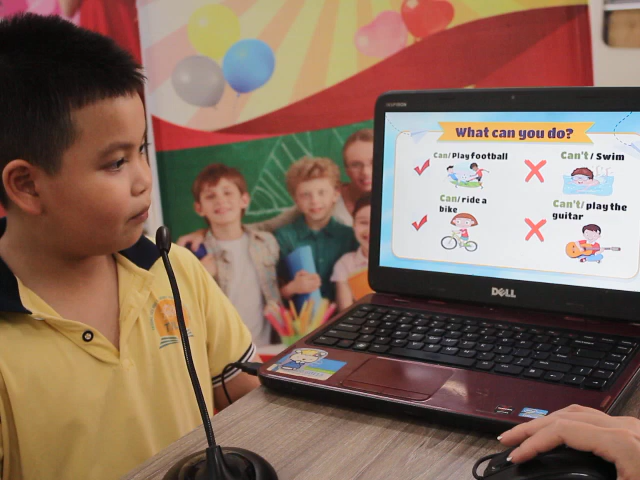 What can you do?
Can/ Play football
Can't / Swim
Can/ ride a
bike
Can't/ play the
guitar
DELL